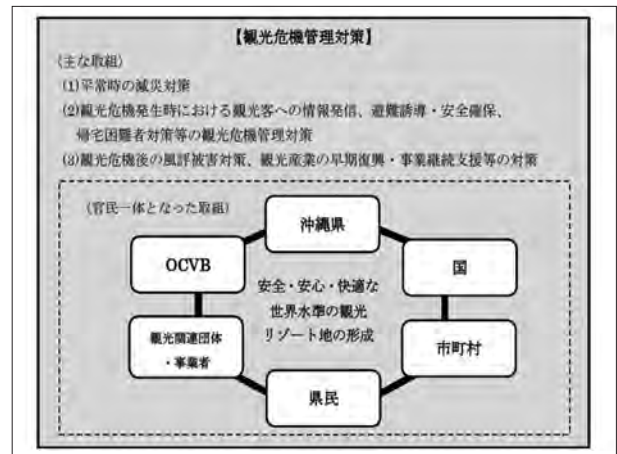 【観光危機管理対策】
(主な取組)
(1)平常時の減災対策
(2)観光危機発生時における観光客への情報発信、避難誘導・安全確保、
帰宅困難者対策等の観光危機管理対策
(3)観光危機後の風評被害対策、観光産業の早期復興・事業継続支援等の対策
(官民一体となった取組)
沖縄県
OCVB
国
安全・安心・快適な
世界水準の観光
リゾート地の形成
観光関連団体
・事業者
市町村
県民